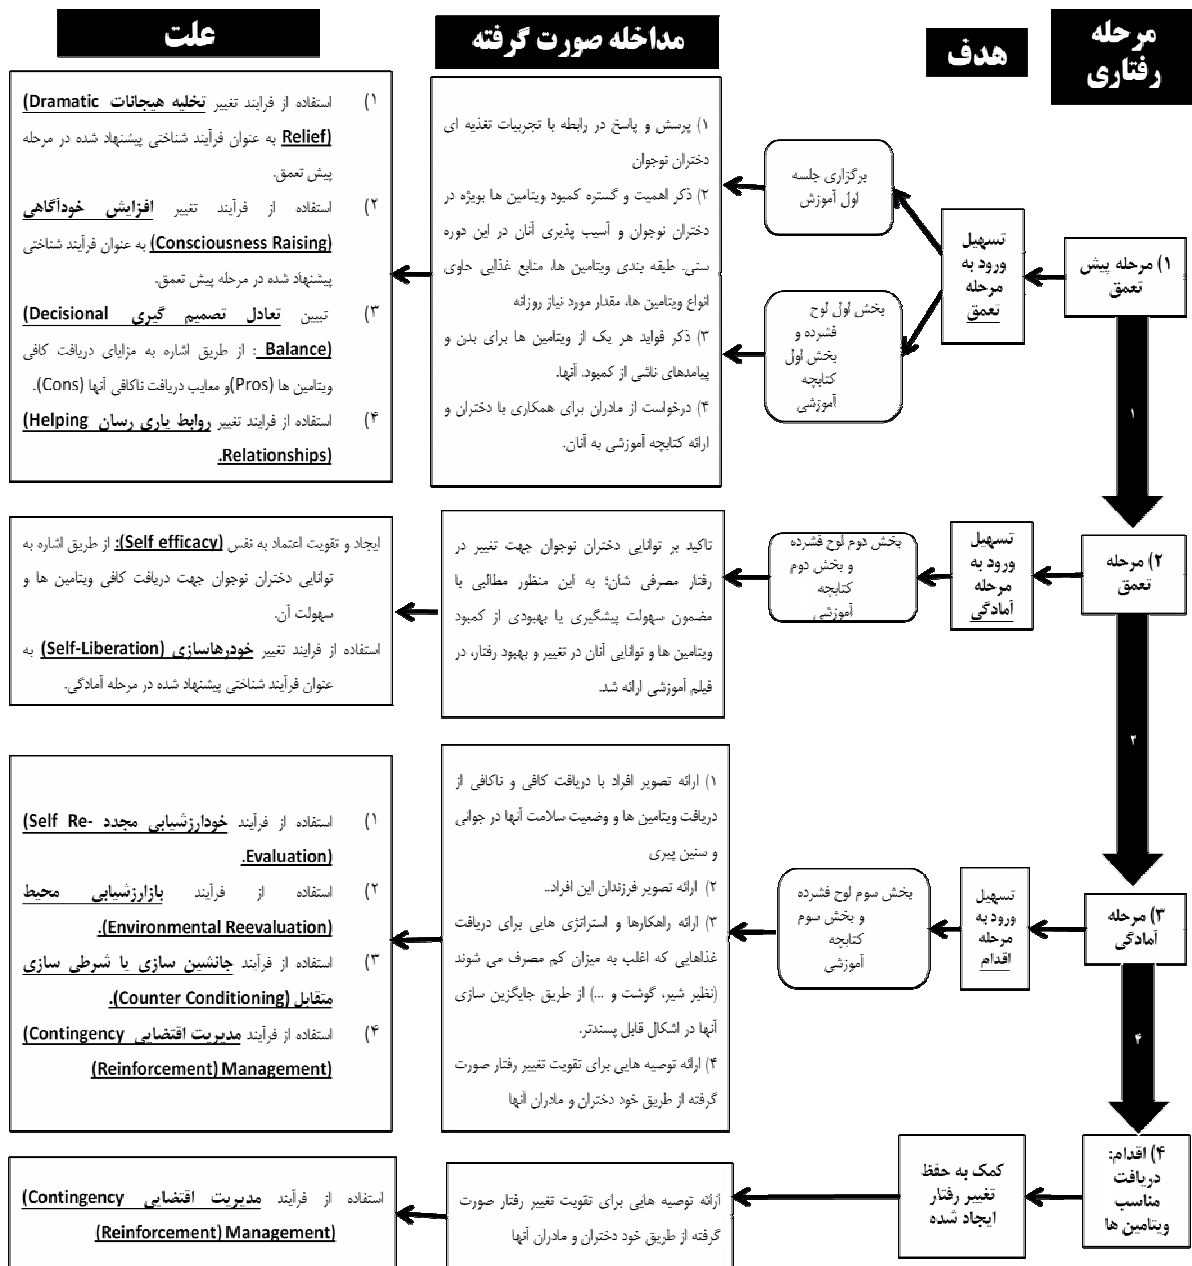 مرحله
رفتاری
هدف
مداخله صورت گرفته
علت
۱) مرحله پیش
تعمق
تسهیل
ورود به
مرحله
تعمق
برگزاری جلسه
اول آموزش
بخش اول لوح
فشرده و
بخش اول
کتابچه
آموزشی
۱) پرسش و پاسخ در رابطه با تجربیات تغذیه ای
دختران نوجوان
۲) ذکر اهمیت و گستره کمبود ویتامین ها بویژه در
دختران نوجوان و آسیب پذیری آنان در این دوره
سنی. طبقه بندی ویتامین ها، منابع غذایی حاوی
انواع ویتامین ها، مقدار مورد نیاز روزانه
۳) ذکر فواید هر یک از ویتامین ها برای بدن و
پیامدهای ناشی از کمبود. آنها.
۴) درخواست از مادران برای همکاری با دختران و
ارائه کتابچه آموزشی به آنان.
۱) استفاده از فرایند تغییر تخلیه هیجانات (Dramatic
Relief) به عنوان فرآیند شناختی پیشنهاد شده در مرحله
پیش تعمق.
۲) استفاده از فرآیند تغییر افزایش خودآگاهی
(Consciousness Raising) به عنوان فرآیند شناختی
پیشنهاد شده در مرحله پیش تعمق.
۳) تبیین تعادل تصمیم گیری (Decisional
Balance) : از طریق اشاره به مزایای دریافت کافی
ویتامین ها (Pros)و معایب دریافت ناکافی آنها (Cons).
۴) استفاده از فرایند تغییر روابط یاری رسان (Helping
Relationships).
۱
۲) مرحله
تعمق
تسهیل
ورود به
مرحله
آمادگی
بخش دوم لوح فشرده
و بخش دوم
کتابچه
آموزشی
تاکید بر توانایی دختران نوجوان جهت تغییر در
رفتار مصرفی شان؛ به این منظور مطالبی با
مضمون سهولت پیشگیری یا بهبودی از کمبود
ویتامین ها و توانایی آنان در تغییر و بهبود رفتار، در
فیلم آموزشی ارائه شد.
ایجاد و تقویت اعتماد به نفس (Self efficacy): از طریق اشاره به
توانایی دختران نوجوان جهت دریافت کافی ویتامین ها و
سهولت آن.
استفاده از فرایند تغییر خودرهاسازی (Self-Liberation) به
عنوان فرآیند شناختی پیشنهاد شده در مرحله آمادگی.
۳) مرحله
آمادگی
تسهیل
ورود به
مرحله
اقدام
بخش سوم لوح فشرده
و بخش سوم
کتابچه
آموزشی
۱) ارائه تصویر افراد با دریافت کافی و ناکافی از
دریافت ویتامین ها و وضعیت سلامت آنها در جوانی
و سنین پیری
۲) ارائه تصویر فرزندان این افراد..
۳) ارائه راهکارها و استراتژی هایی برای دریافت
غذاهایی که اغلب به میزان کم مصرف می شوند
(نظیر شیر، گوشت و ...) از طریق جایگزین سازی
آنها در اشکال قابل پسندتر.
۴) ارائه توصیه هایی برای تقویت تغییر رفتار صورت
گرفته از طریق خود دختران و مادران آنها
۱) استفاده از فرآیند خودارزشیابی مجدد (Self Re-
Evaluation).
۲) استفاده از فرآیند بازارزشیابی محیط
(Environmental Reevaluation).
۳) استفاده از فرآیند جانشین سازی یا شرطی سازی
متقابل (Counter Conditioning).
۴) استفاده از فرآیند مدیریت اقتضایی (Contingency
(Reinforcement) Management)
۴
۴) اقدام:
دریافت
مناسب
ویتامین ها
کمک به حفظ
تغییر رفتار
ایجاد شده
ارائه توصیه هایی برای تقویت تغییر رفتار صورت
گرفته از طریق خود دختران و مادران آنها
استفاده از فرآیند مدیریت اقتضایی (Contingency
(Reinforcement) Management)